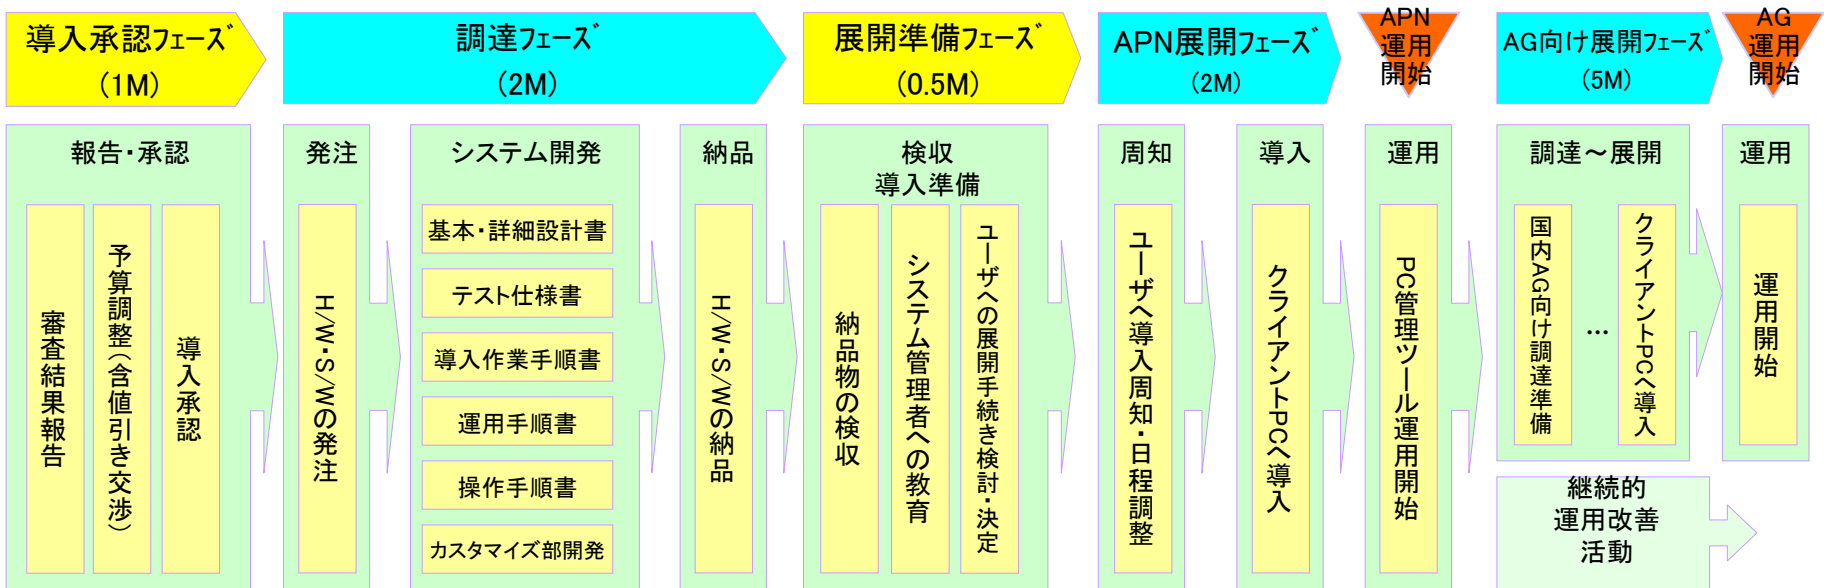 導入承認フェーズ
(1M)
調達フェーズ
(2M)
展開準備フェーズ
(0.5M)
APN展開フェーズ
(2M)
APN
運用
開始
AG向け展開フェーズ
(5M)
AG
運用
開始
報告・承認
審査結果報告
予算調整(含値引き交渉)
導入承認
発注
H/W・S/Wの発注
システム開発
基本・詳細設計書
テスト仕様書
導入作業手順書
運用手順書
操作手順書
カスタマイズ部開発
納品
H/W・S/Wの納品
検収
導入準備
納品物の検収
システム管理者への教育
ユーザへの展開手続き検討・決定
周知
ユーザへ導入周知・日程調整
導入
クライアントPCへ導入
運用
PC管理ツール運用開始
調達～展開
国内AG向け調達準備
…
クライアントPCへ導入
運用
運用開始
継続的
運用改善
活動